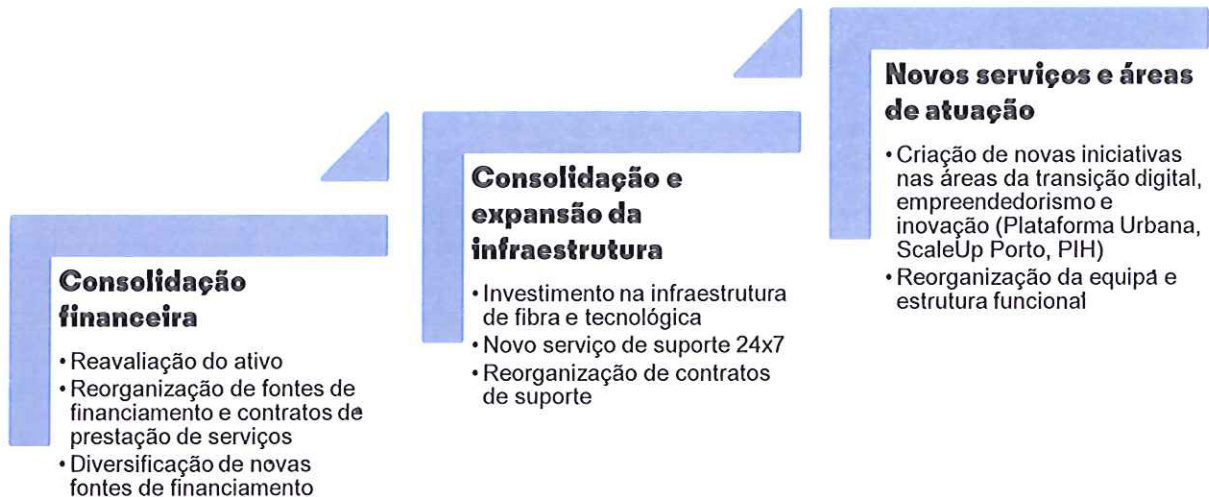 Consolidação
financeira
• Reavaliação do ativo
• Reorganização de fontes de
financiamento e contratos de
prestação de serviços
• Diversificação de novas
fontes de financiamento
Consolidação e
expansão da
infraestrutura
• Investimento na infraestrutura
de fibra e tecnológica
• Novo serviço de suporte 24x7
• Reorganização de contratos
de suporte
Novos serviços e áreas
de atuação
• Criação de novas iniciativas
nas áreas da transição digital,
empreendedorismo e
inovação (Plataforma Urbana,
ScaleUp Porto, PIH)
• Reorganização da equipa e
estrutura funcional